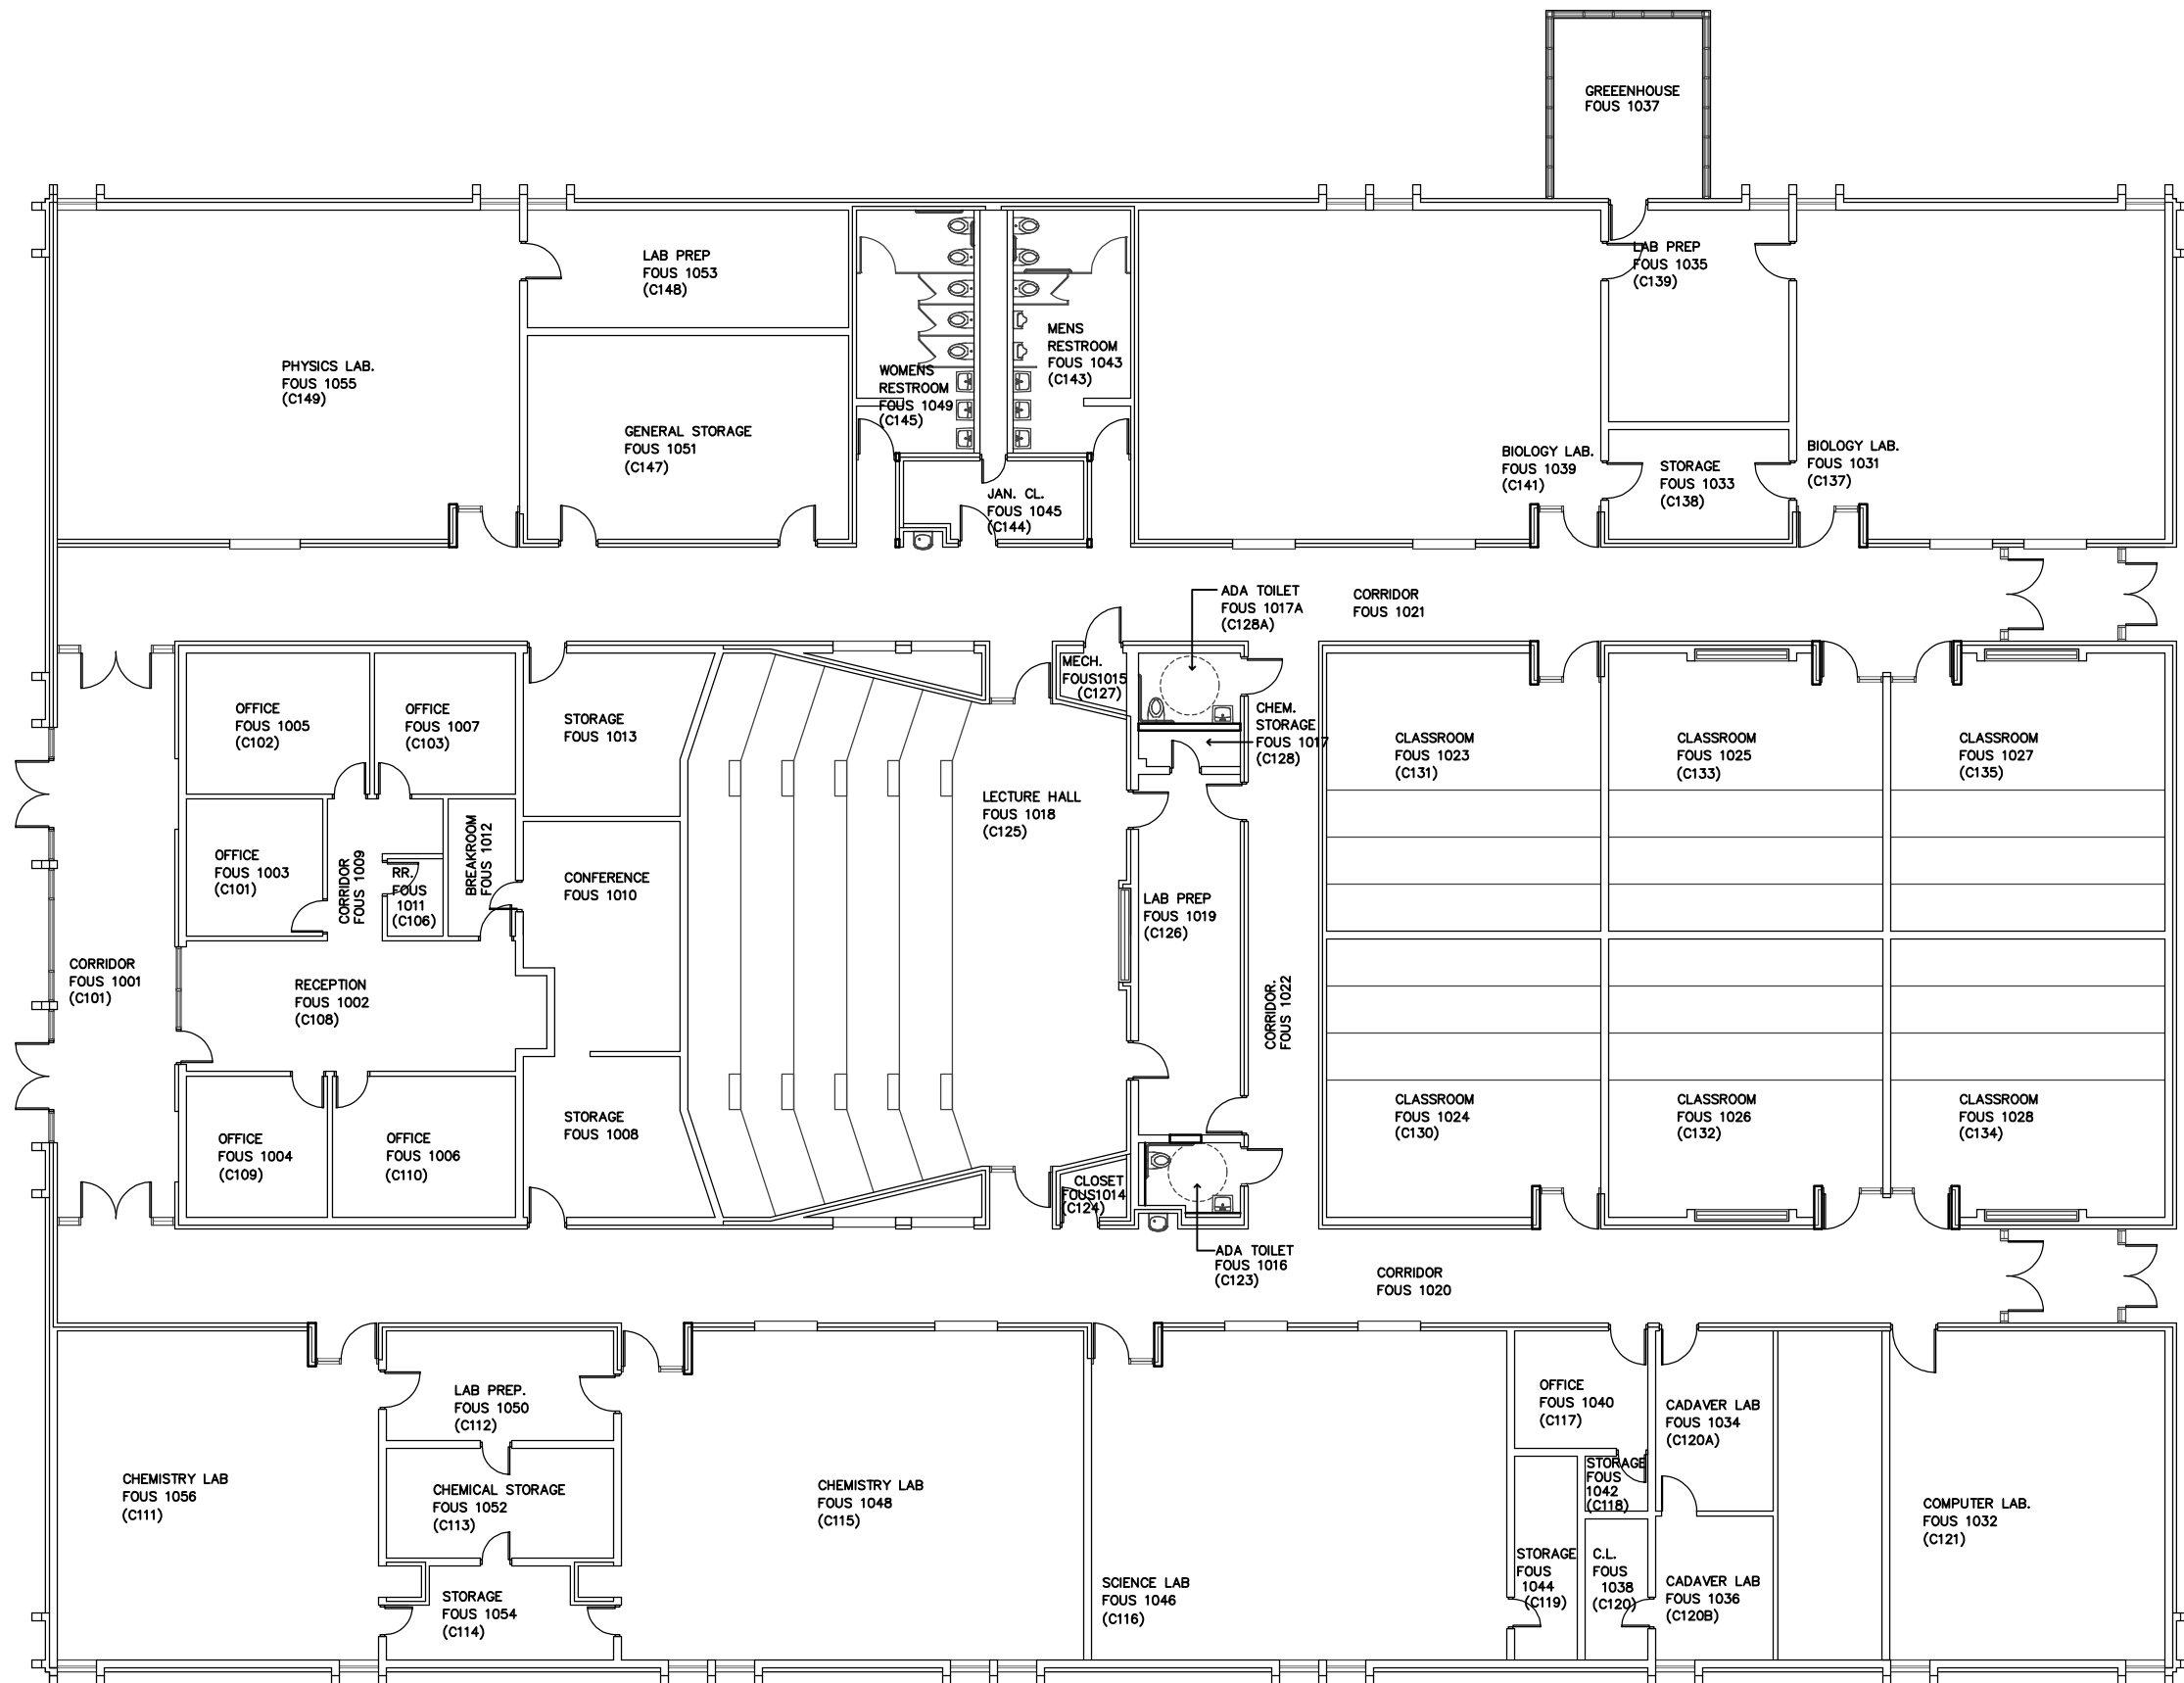 GREEENHOUSE
FOUS 1037
LAB PREP
FOUS 1053
(C148)
LAB PREP
FOUS 1035
(C139)
PHYSICS LAB.
FOUS 1055
(C149)
MENS
RESTROOM
FOUS 1043
(C143)
WOMENS
RESTROOM
FOUS 1049
(C145)
GENERAL STORAGE
FOUS 1051
(C147)
BIOLOGY LAB.
FOUS 1039
(C141)
STORAGE
FOUS 1033
(C138)
BIOLOGY LAB.
FOUS 1031
(C137)
JAN. CL.
FOUS 1045
(C144)
ADA TOILET
FOUS 1017A
(C128A)
CORRIDOR
FOUS 1021
MECH.
FOUS1015
(C127)
OFFICE
FOUS 1005
(C102)
OFFICE
FOUS 1007
(C103)
STORAGE
FOUS 1013
CHEM.
STORAGE
FOUS 1017
(C128)
CLASSROOM
FOUS 1023
(C131)
CLASSROOM
FOUS 1025
(C133)
CLASSROOM
FOUS 1027
(C135)
LECTURE HALL
FOUS 1018
(C125)
OFFICE
FOUS 1003
(C101)
CORRIDOR
FOUS 1009
RR.
FOUS
1011
(C106)
BREAKROOM
FOUS 1012
CONFERENCE
FOUS 1010
LAB PREP
FOUS 1019
(C126)
CORRIDOR
FOUS 1001
(C101)
RECEPTION
FOUS 1002
(C108)
CORRIDOR.
FOUS 1022
OFFICE
FOUS 1004
(C109)
OFFICE
FOUS 1006
(C110)
STORAGE
FOUS 1008
CLASSROOM
FOUS 1024
(C130)
CLASSROOM
FOUS 1026
(C132)
CLASSROOM
FOUS 1028
(C134)
CLOSET
FOUS1014
(C124)
ADA TOILET
FOUS 1016
(C123)
CORRIDOR
FOUS 1020
LAB PREP.
FOUS 1050
(C112)
OFFICE
FOUS 1040
(C117)
CADAVER LAB
FOUS 1034
(C120A)
CHEMISTRY LAB
FOUS 1056
(C111)
CHEMICAL STORAGE
FOUS 1052
(C113)
CHEMISTRY LAB
FOUS 1048
(C115)
STORAGE
FOUS
1042
(C118)
COMPUTER LAB.
FOUS 1032
(C121)
STORAGE
FOUS 1054
(C114)
SCIENCE LAB
FOUS 1046
(C116)
STORAGE
FOUS
1044
(C119)
C.L.
FOUS
1038
(C120)
CADAVER LAB
FOUS 1036
(C120B)